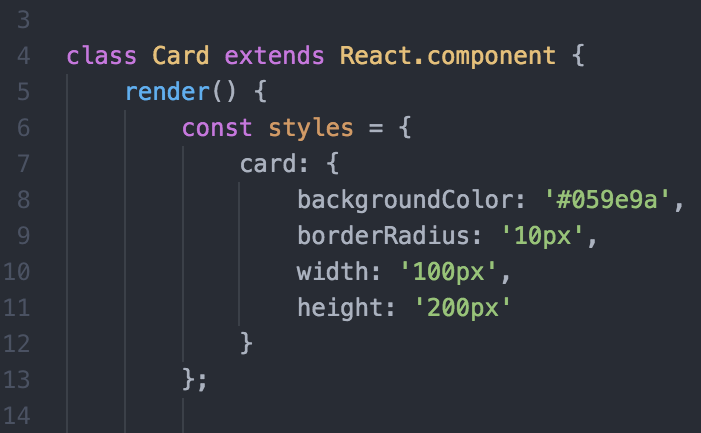 3
4 class Card extends React.component {
5 render() {
6 const styles = {
7 card: {
8 backgroundColor: '#059e9a',
9 borderRadius: '10px',
10 width: '100px',
11 height: '200px'
12 }
13 };
14